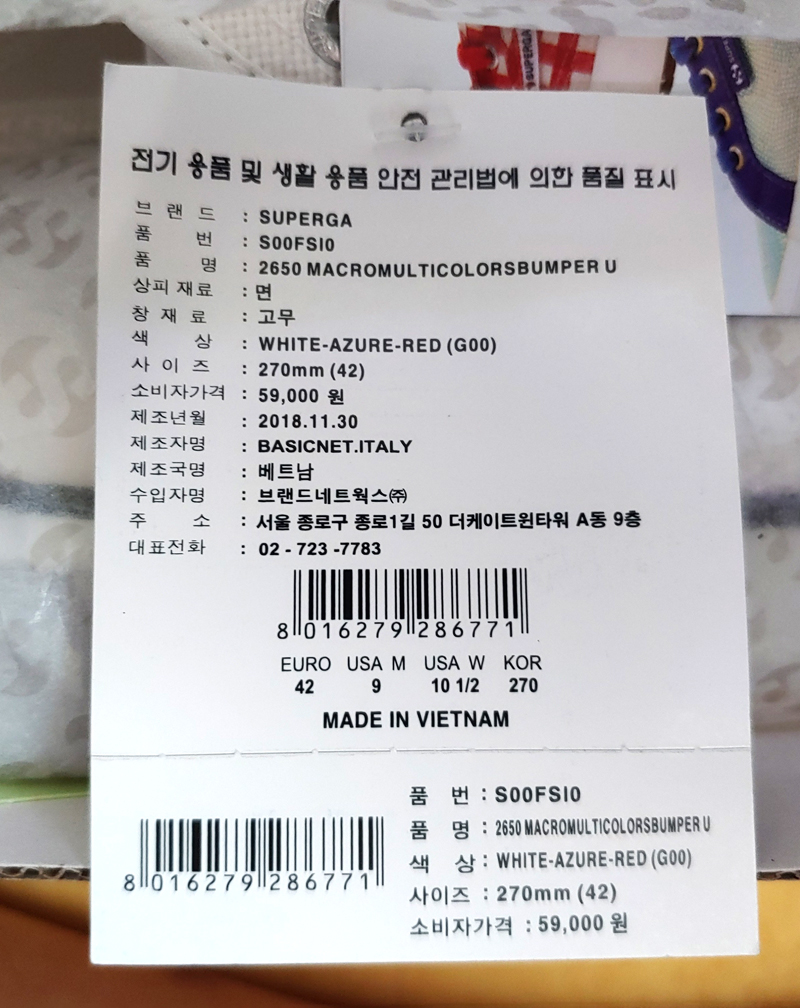 SUPERGA
전기 용품 및 생활 용품 안전 관리법에 의한 품질 표시
브 랜 드 : SUPERGA
품 번 : S00FSI0
품 명 : 2650 MACROMULTICOLORSBUMPER U
상피 재료 : 면
창 재 료 : 고무
색 상 : WHITE-AZURE-RED (G00)
사 이 즈 : 270mm (42)
소비자가격 : 59,000 원
제조년월 : 2018.11.30
제조자명 : BASICNET.ITALY
제조국명 : 베트남
수입자명 : 브랜드네트웍스㈜
주 소 : 서울 종로구 종로1길 50 더케이트윈타워 A동 9층
대표전화 : 02 - 723 -7783
8 016279 286771
EURO USA M USA W KOR
42 9 10 1/2 270
MADE IN VIETNAM
품 번 : S00FSI0
품 명 : 2650 MACROMULTICOLORSBUMPER U
색 상 : WHITE-AZURE-RED (G00)
사이즈 : 270mm (42)
소비자가격 : 59,000 원
8 016279 286771